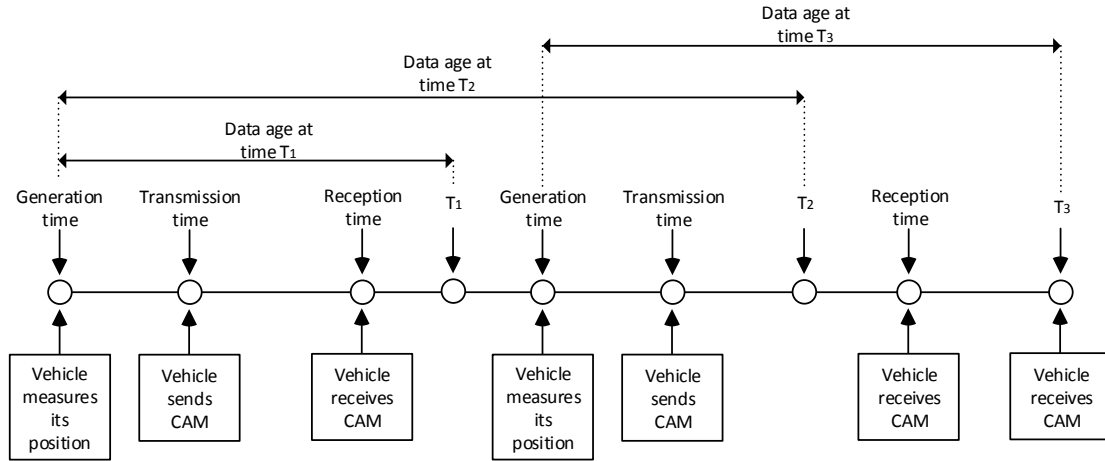 Data age at
time T3
Data age at
time T2
Data age at
time T1
Generation
time
Transmission
time
Reception
time
T1
Generation
time
Transmission
time
T2
Reception
time
T3
Vehicle
measures
its
position
Vehicle
sends
CAM
Vehicle
receives
CAM
Vehicle
measures
its
position
Vehicle
sends
CAM
Vehicle
receives
CAM
Vehicle
receives
CAM